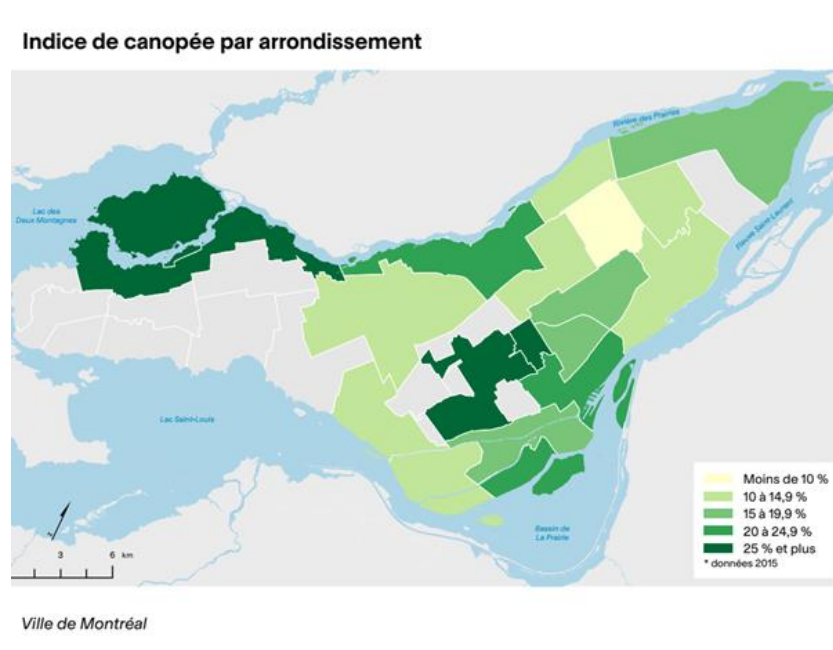 Indice de canopée par arrondissement
Rivière des Prairies
Lac des
Deux Montagnes
Fleuve Saint-Laurent
Lac Saint-Louis
Bassin de
La Prairie
3 6 km
Moins de 10 %
10 à 14,9 %
15 à 19,9 %
20 à 24,9 %
25 % et plus
* données 2015
Ville de Montréal